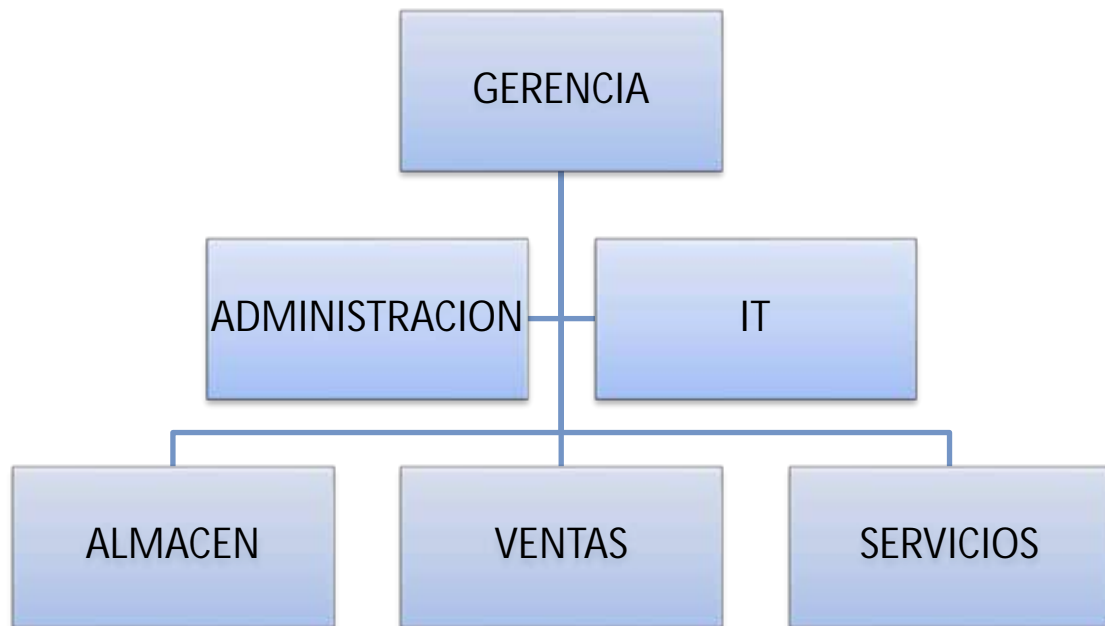 GERENCIA
ADMINISTRACION
IT
ALMACEN
VENTAS
SERVICIOS